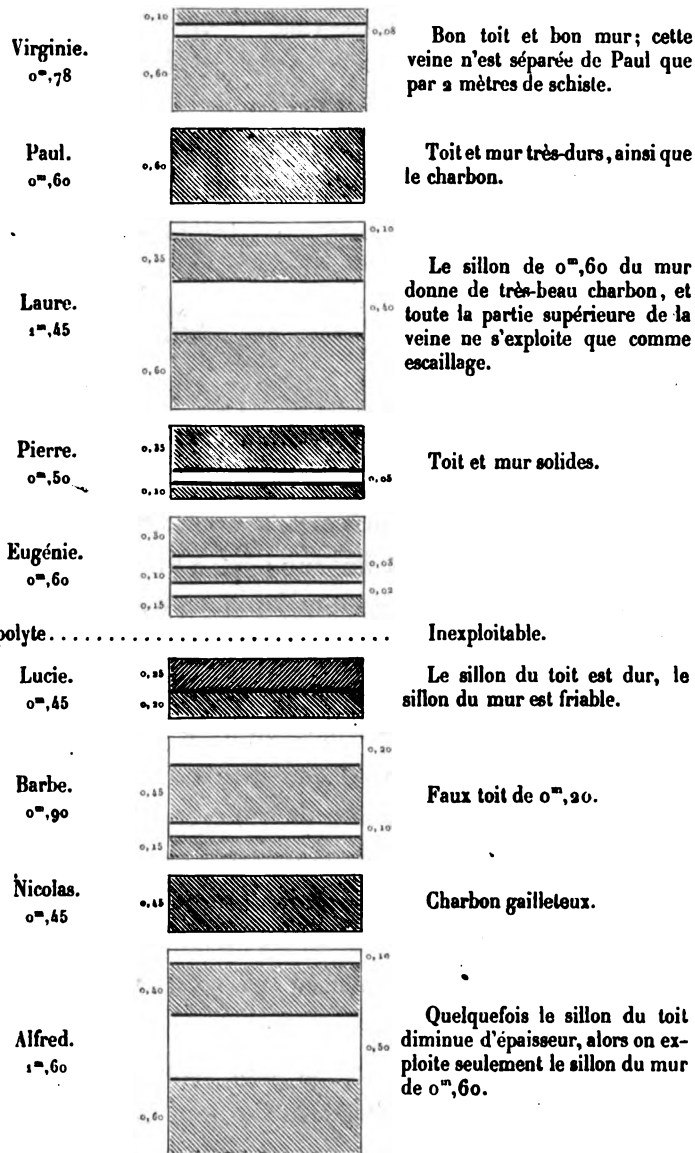 0,10
0,08
0,60
Virginie.
0m,78
Bon toit et bon mur; cette
veine n'est séparée de Paul que
par 2 mètres de schiste.
Paul.
0m,60
0,60
Toit et mur très-durs, ainsi que
le charbon.
0,10
0,35
0,40
0,60
Laure.
1m,45
Le sillon de 0m,60 du mur
donne de très-beau charbon, et
toute la partie supérieure de la
veine ne s'exploite que comme
escaillage.
Pierre.
0m,50
0,35
0,05
0,10
Toit et mur solides.
Eugénie.
0m,60
0,30
0,03
0,10
0,02
0,15
polyte . . . . . . . . . . . . . . . . . . . . . . . . . . . . Inexploitable.
Lucie.
0m,45
0,25
0,20
Le sillon du toit est dur, le
sillon du mur est friable.
Barbe.
0m,90
0,20
0,45
0,10
0,15
Faux toit de 0m,20.
Nicolas.
0m,45
0,45
Charbon gailleteux.
Alfred.
1m,60
0,10
0,40
0,50
0,60
Quelquefois le sillon du toit
diminue d'épaisseur, alors on ex-
ploite seulement le sillon du mur
de 0m,60.